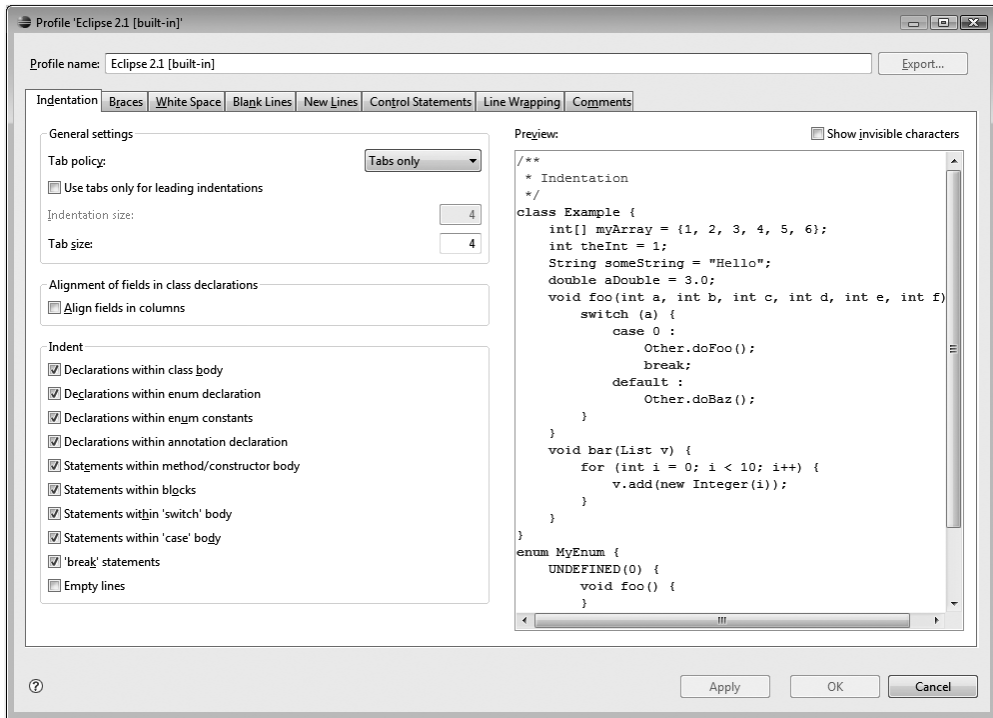 Profile 'Eclipse 2.1 [built-in]'
Profile name: Eclipse 2.1 [built-in] Export...
Indentation Braces White Space Blank Lines New Lines Control Statements Line Wrapping Comments
General settings
Tab policy: Tabs only
Use tabs only for leading indentations
Indentation size: 4
Tab size: 4
Alignment of fields in class declarations
Align fields in columns
Indent
Declarations within class body
Declarations within enum declaration
Declarations within enum constants
Declarations within annotation declaration
Statements within method/constructor body
Statements within blocks
Statements within 'switch' body
Statements within 'case' body
'break' statements
Empty lines
Preview: Show invisible characters
/**
 * Indentation
 */
class Example {
    int[] myArray = {1, 2, 3, 4, 5, 6};
    int theInt = 1;
    String someString = "Hello";
    double aDouble = 3.0;
    void foo(int a, int b, int c, int d, int e, int f)
        switch (a) {
            case 0 :
                Other.doFoo();
                break;
            default :
                Other.doBaz();
        }
    }
    void bar(List v) {
        for (int i = 0; i < 10; i++) {
            v.add(new Integer(i));
        }
    }
}
enum MyEnum {
    UNDEFINED(0) {
        void foo() {
        }
? Apply OK Cancel